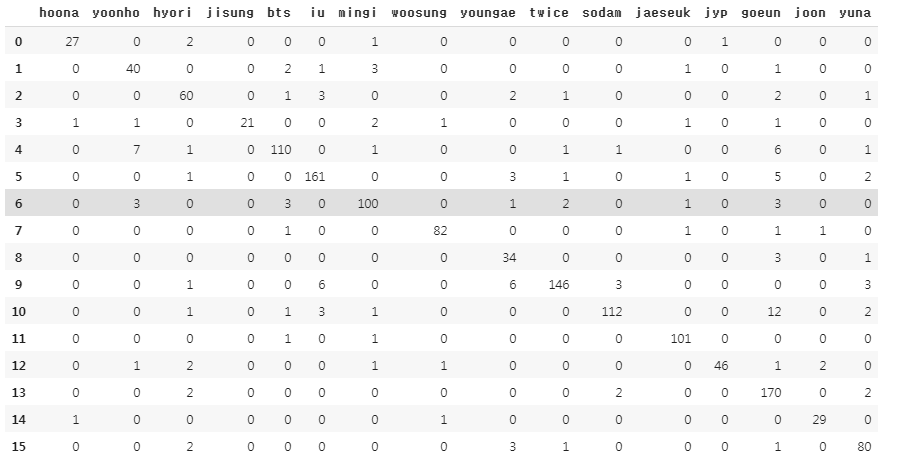 hoona yoonho hyori jisung bts iu mingi woosung youngae twice sodam jaeseuk jyp goeun joon yuna
0 27 0 2 0 0 0 1 0 0 0 0 0 1 0 0 0
1 0 40 0 0 2 1 3 0 0 0 0 1 0 1 0 0
2 0 0 60 0 1 3 0 0 2 1 0 0 0 2 0 1
3 1 1 0 21 0 0 2 1 0 0 0 1 0 1 0 0
4 0 7 1 0 110 0 1 0 0 1 1 0 0 6 0 1
5 0 0 1 0 0 161 0 0 3 1 0 1 0 5 0 2
6 0 3 0 0 3 0 100 0 1 2 0 1 0 3 0 0
7 0 0 0 0 1 0 0 82 0 0 0 1 0 1 1 0
8 0 0 0 0 0 0 0 0 34 0 0 0 0 3 0 1
9 0 0 1 0 0 6 0 0 6 146 3 0 0 0 0 3
10 0 0 1 0 1 3 1 0 0 0 112 0 0 12 0 2
11 0 0 0 0 1 0 1 0 0 0 0 101 0 0 0 0
12 0 1 2 0 0 0 1 1 0 0 0 0 46 1 2 0
13 0 0 2 0 0 0 0 0 0 0 2 0 0 170 0 2
14 1 0 0 0 0 0 0 1 0 0 0 0 0 0 29 0
15 0 0 2 0 0 0 0 0 3 1 0 0 0 1 0 80